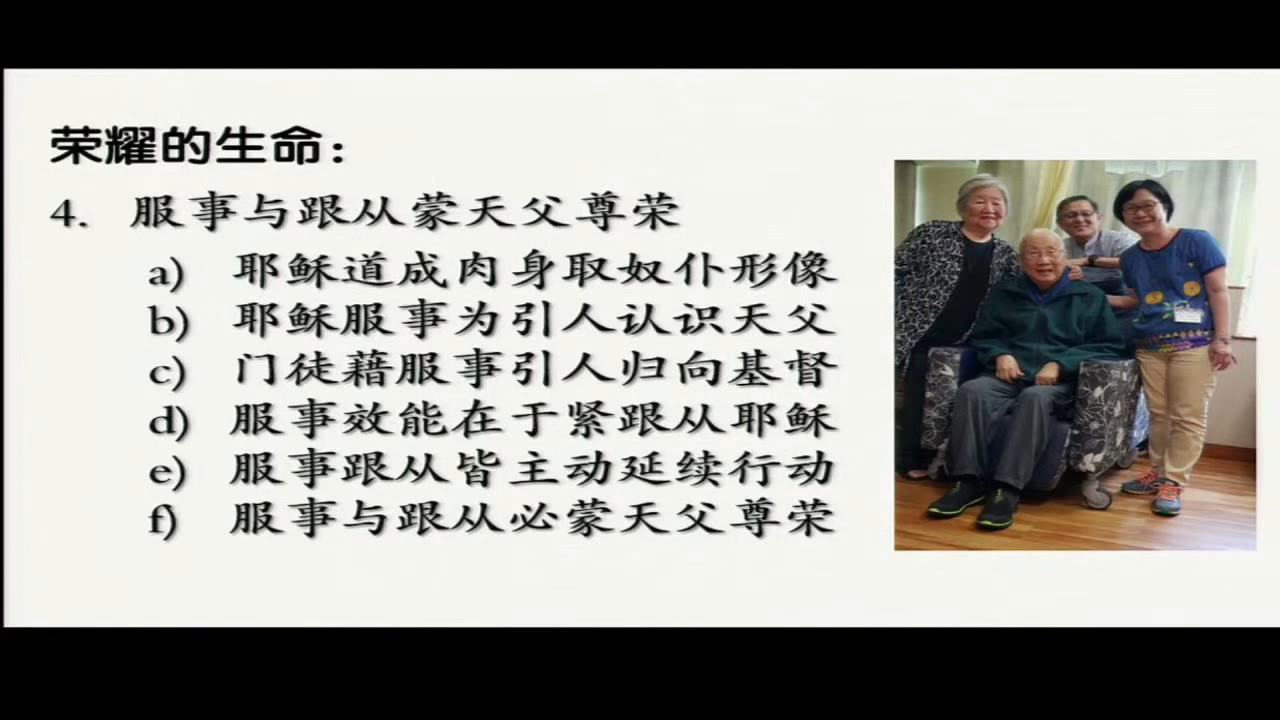 荣耀的生命：
4. 服事与跟从蒙天父尊荣
a) 耶稣道成肉身取奴仆形像
b) 耶稣服事为引人认识天父
c) 门徒藉服事引人归向基督
d) 服事效能在于紧跟从耶稣
e) 服事跟从皆主动延续行动
f) 服事与跟从必蒙天父尊荣